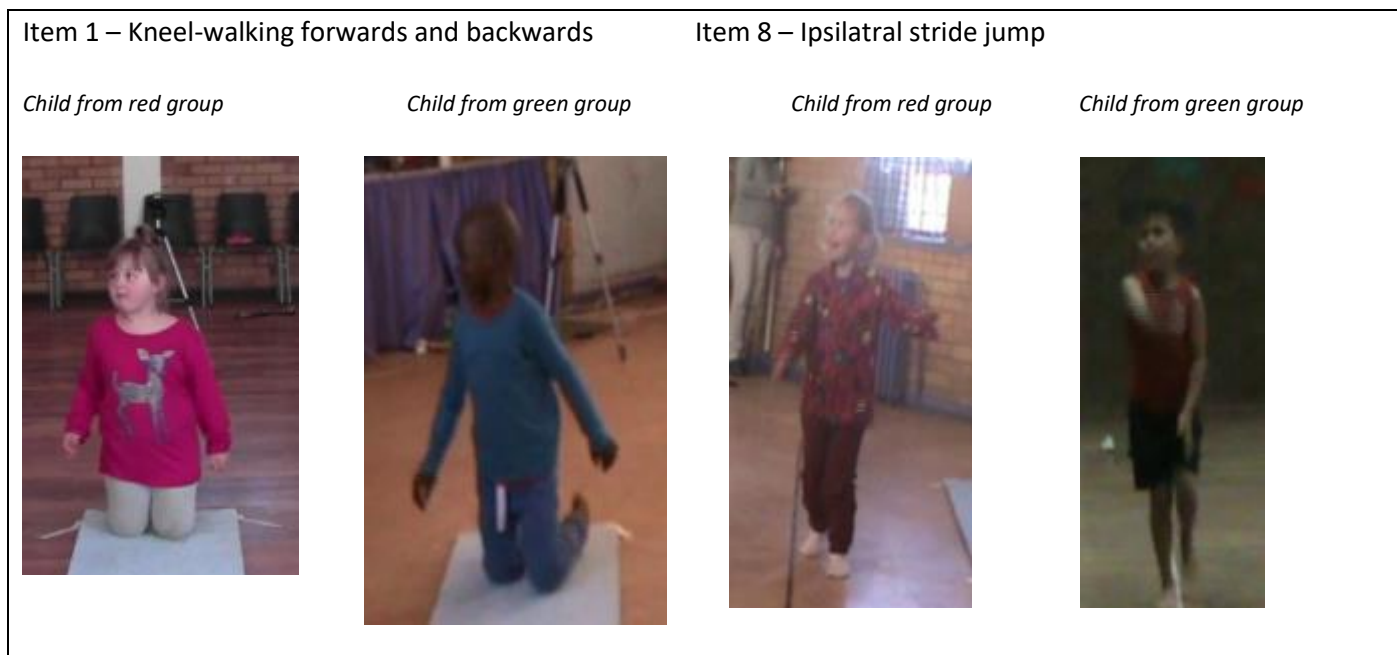 Item 1 – Kneel-walking forwards and backwards
Item 8 – Ipsilatral stride jump
Child from red group
Child from green group
Child from red group
Child from green group